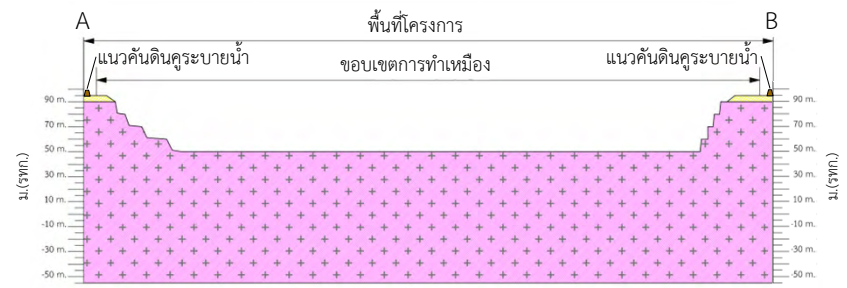 A
B
พื้นที่โครงการ
แนวคันดินคูระบายน้ำ
แนวคันดินคูระบายน้ำ
ขอบเขตการทำเหมือง
90 m.
70 m.
50 m.
30 m.
10 m.
-10 m.
-30 m.
-50 m.
ม.(รทก.)
90 m.
70 m.
50 m.
30 m.
10 m.
-10 m.
-30 m.
-50 m.
ม.(รทก.)